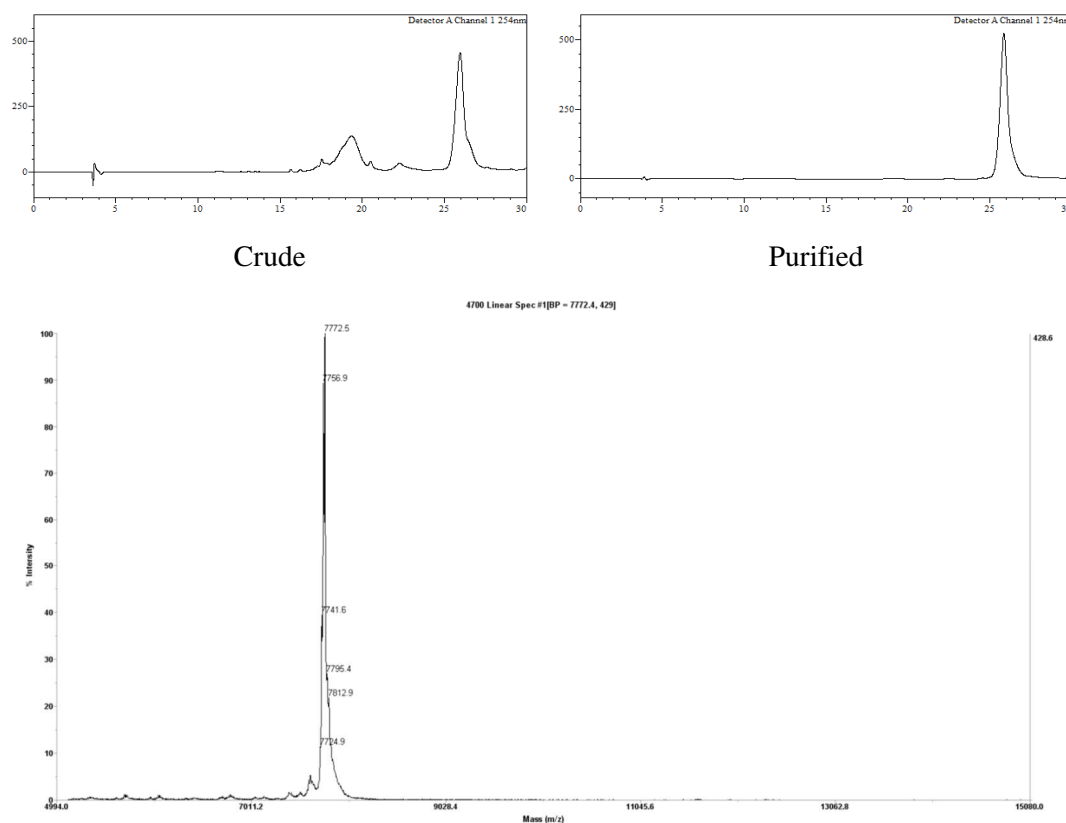 Detector A Channel 1 254nm
500
250
0
0 5 10 15 20 25 30
Crude
Detector A Channel 1 254n
500
250
0
0 5 10 15 20 25
Purified
4700 Linear Spec #1[BP = 7772.4, 429]
7772.5
7756.9
7741.6
7795.4
7812.9
7724.9
428.6
100
90
80
70
60
50
40
30
20
10
0
% Intensity
4994.0 7011.2 9028.4 11045.6 13062.8 15080.0
Mass (m/z)